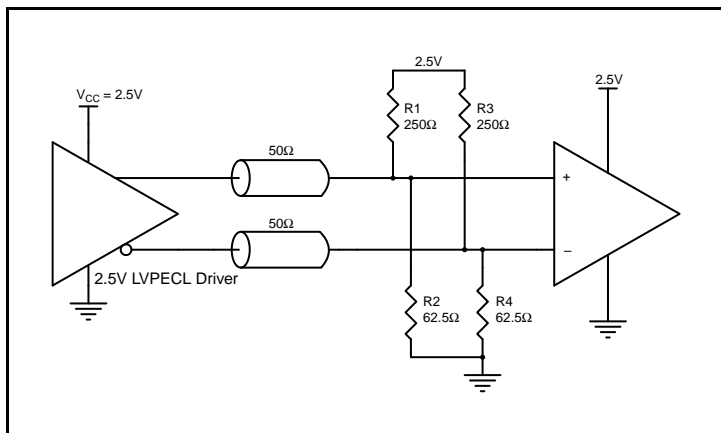 2.5V
2.5V
V_CC = 2.5V
R1
250Ω
R3
250Ω
50Ω
+
50Ω
–
2.5V LVPECL Driver
R2
62.5Ω
R4
62.5Ω